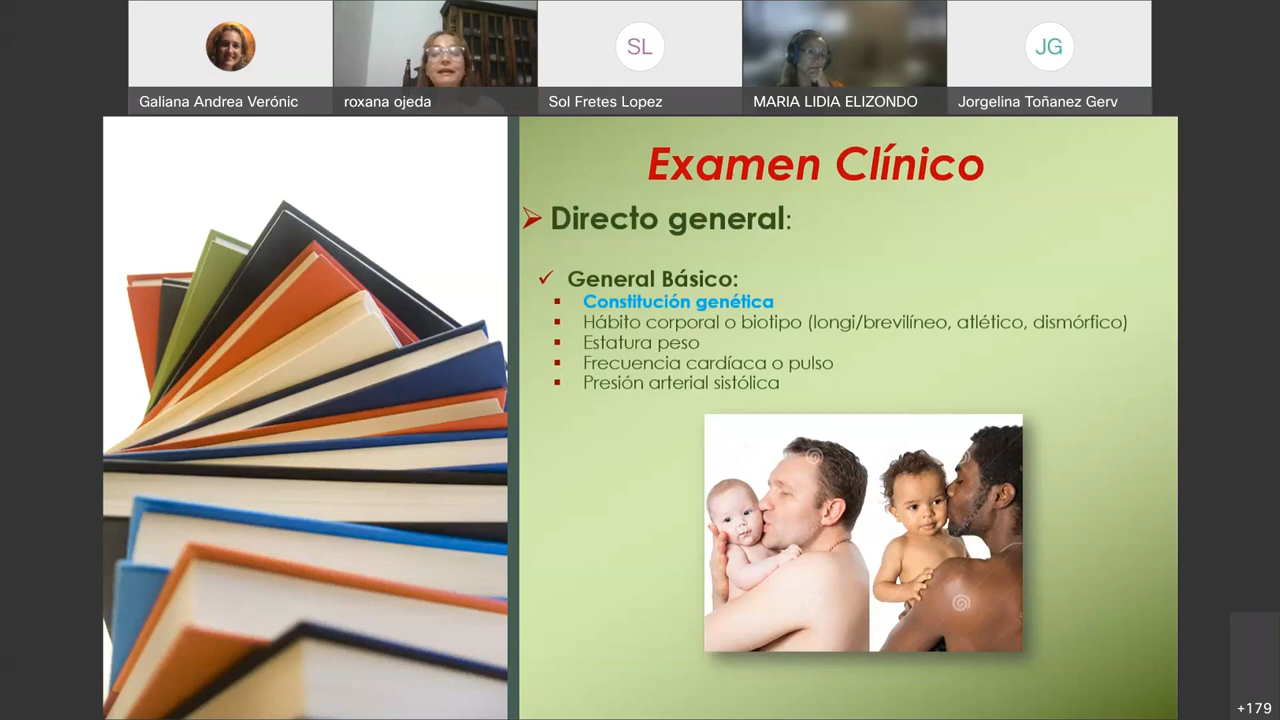 SL
JG
Galiana Andrea Verónic
roxana ojeda
Sol Fretes Lopez
MARIA LIDIA ELIZONDO
Jorgelina Toñanez Gerv
Examen Clínico
Directo general:
General Básico:
Constitución genética
Hábito corporal o biotipo (longi/brevilíneo, atlético, dismórfico)
Estatura peso
Frecuencia cardíaca o pulso
Presión arterial sistólica
+179